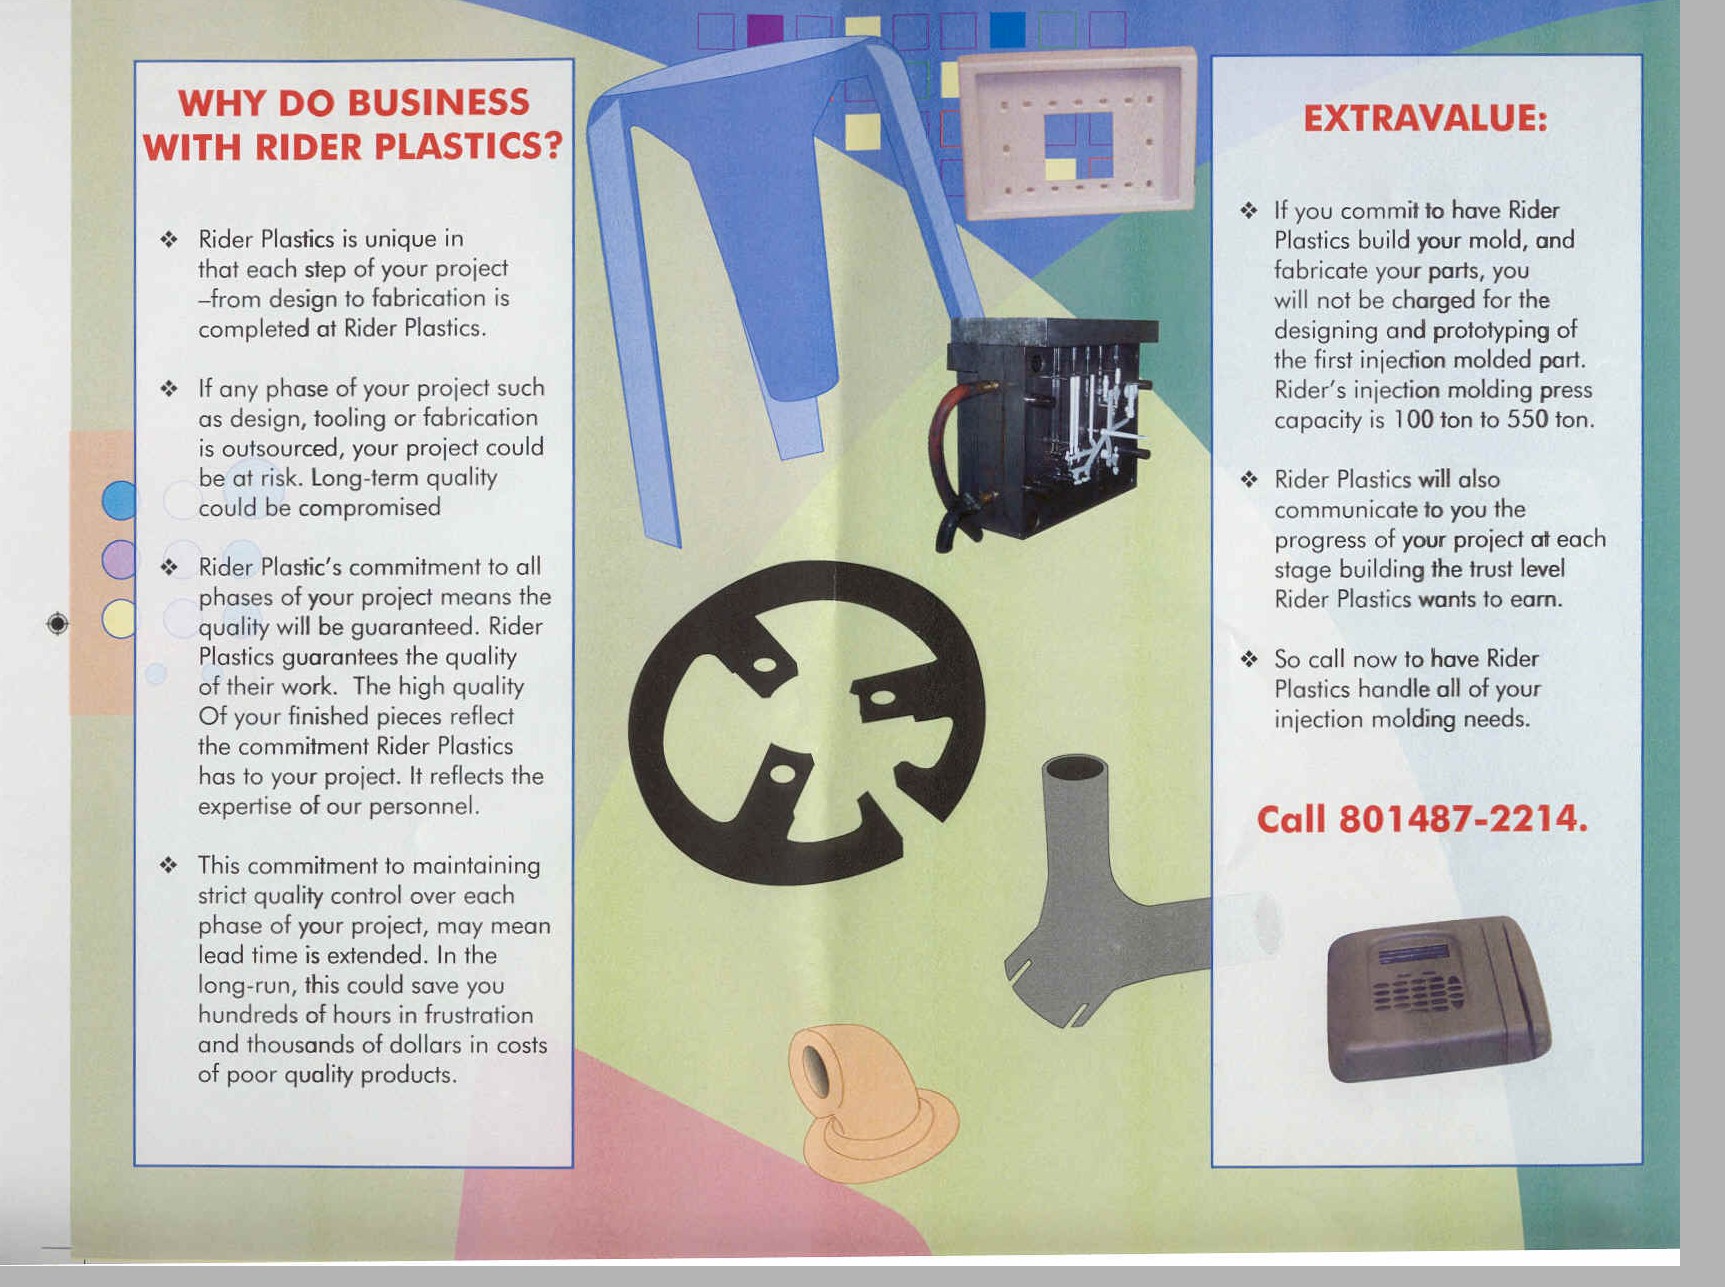 WHY DO BUSINESS
WITH RIDER PLASTICS?
❖ Rider Plastics is unique in
that each step of your project
–from design to fabrication is
completed at Rider Plastics.
❖ If any phase of your project such
as design, tooling or fabrication
is outsourced, your project could
be at risk. Long-term quality
could be compromised
❖ Rider Plastic's commitment to all
phases of your project means the
quality will be guaranteed. Rider
Plastics guarantees the quality
of their work.  The high quality
Of your finished pieces reflect
the commitment Rider Plastics
has to your project. It reflects the
expertise of our personnel.
❖ This commitment to maintaining
strict quality control over each
phase of your project, may mean
lead time is extended. In the
long-run, this could save you
hundreds of hours in frustration
and thousands of dollars in costs
of poor quality products.
EXTRAVALUE:
❖ If you commit to have Rider
Plastics build your mold, and
fabricate your parts, you
will not be charged for the
designing and prototyping of
the first injection molded part.
Rider's injection molding press
capacity is 100 ton to 550 ton.
❖ Rider Plastics will also
communicate to you the
progress of your project at each
stage building the trust level
Rider Plastics wants to earn.
❖ So call now to have Rider
Plastics handle all of your
injection molding needs.
Call 801487-2214.